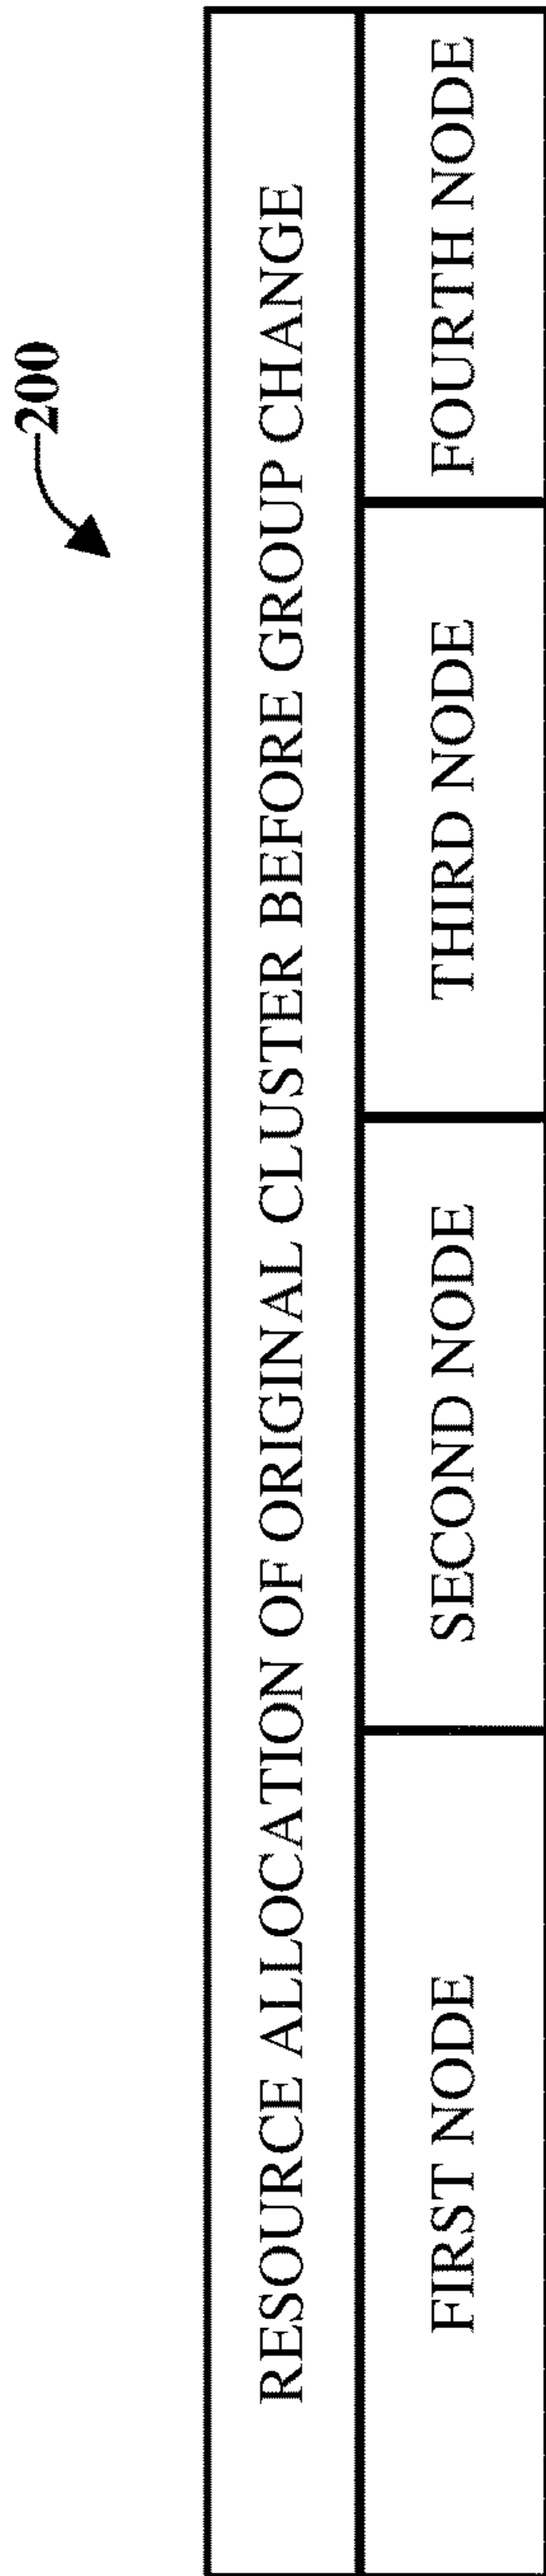 200
RESOURCE ALLOCATION OF ORIGINAL CLUSTER BEFORE GROUP CHANGE
FIRST NODE
SECOND NODE
THIRD NODE
FOURTH NODE